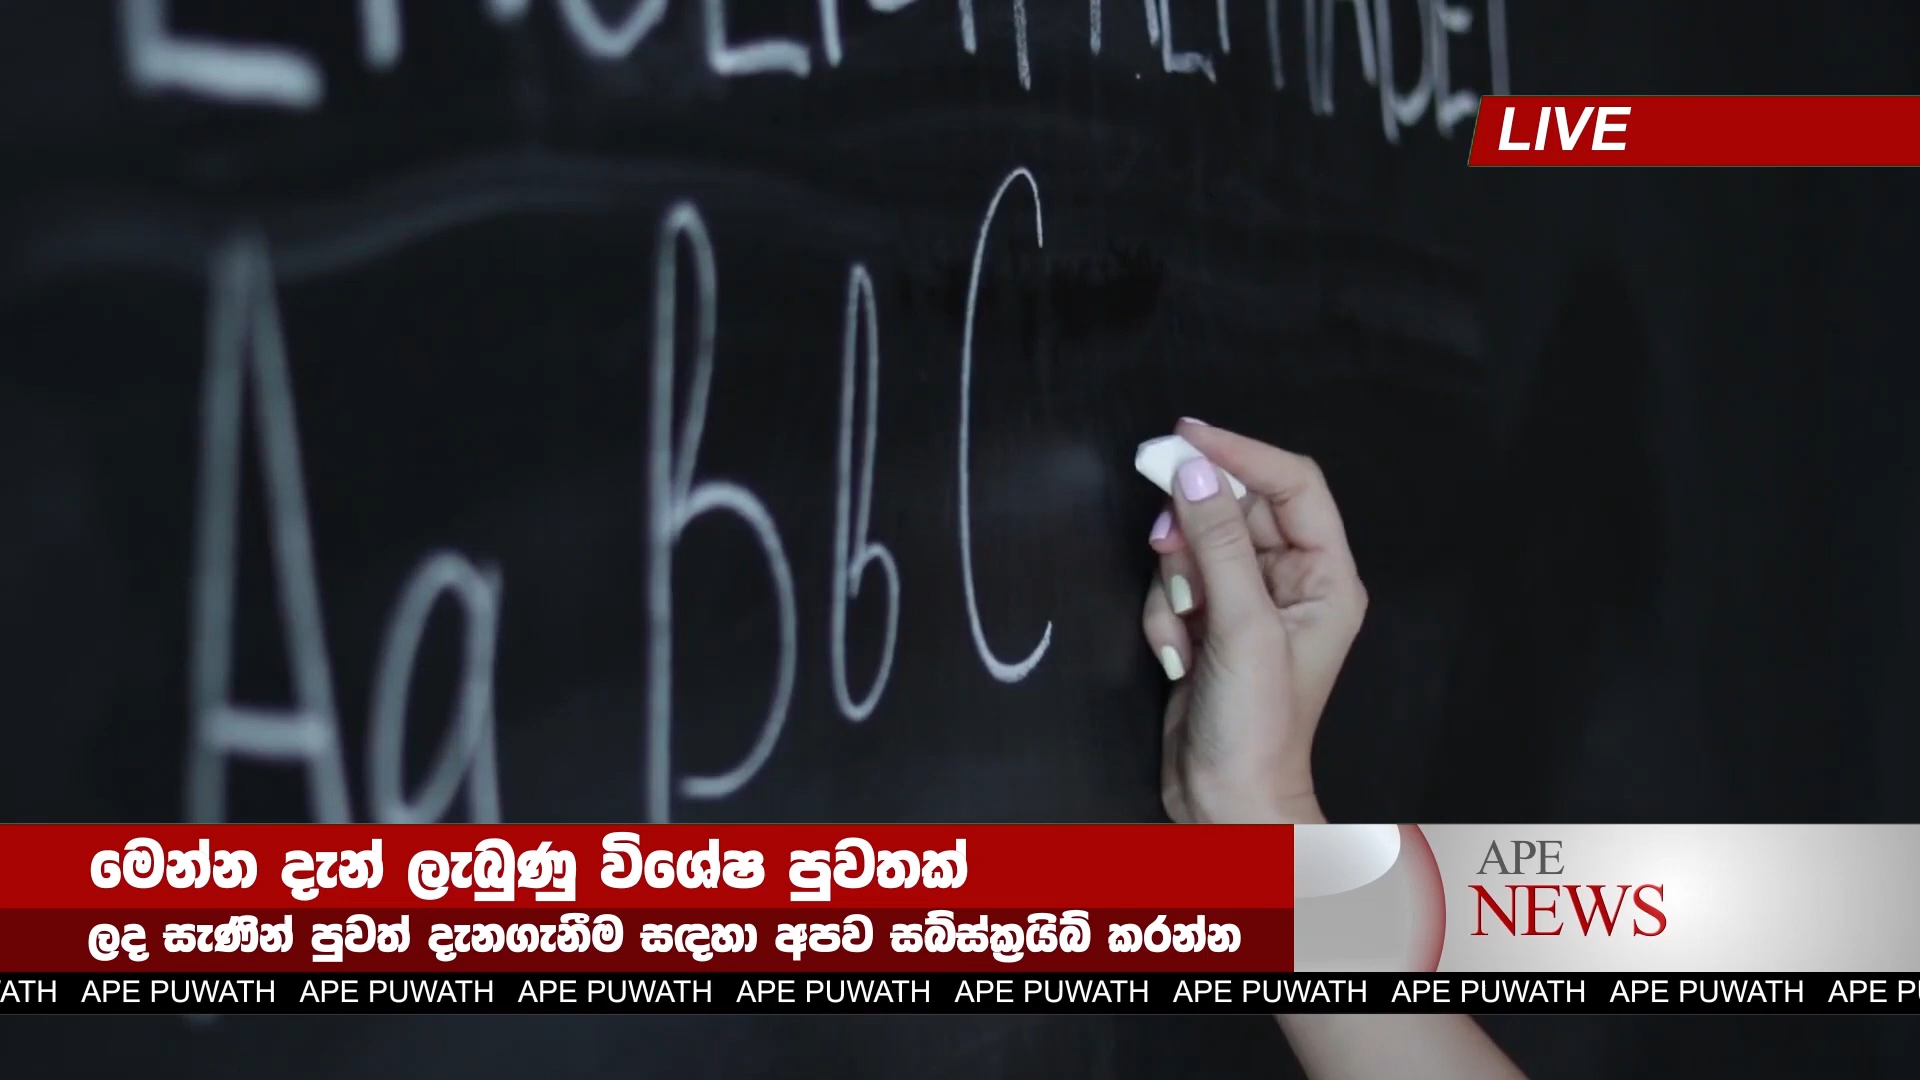 LIVE
Aa Bb C
මෙන්න දැන් ලැබුණු විශේෂ පුවතක්
ලද සැණින් පුවත් දැනගැනීම සඳහා අපව සබ්ස්ක්‍රයිබ් කරන්න
APE
NEWS
ATH APE PUWATH APE PUWATH APE PUWATH APE PUWATH APE PUWATH APE PUWATH APE PUWATH APE PUWATH APE P